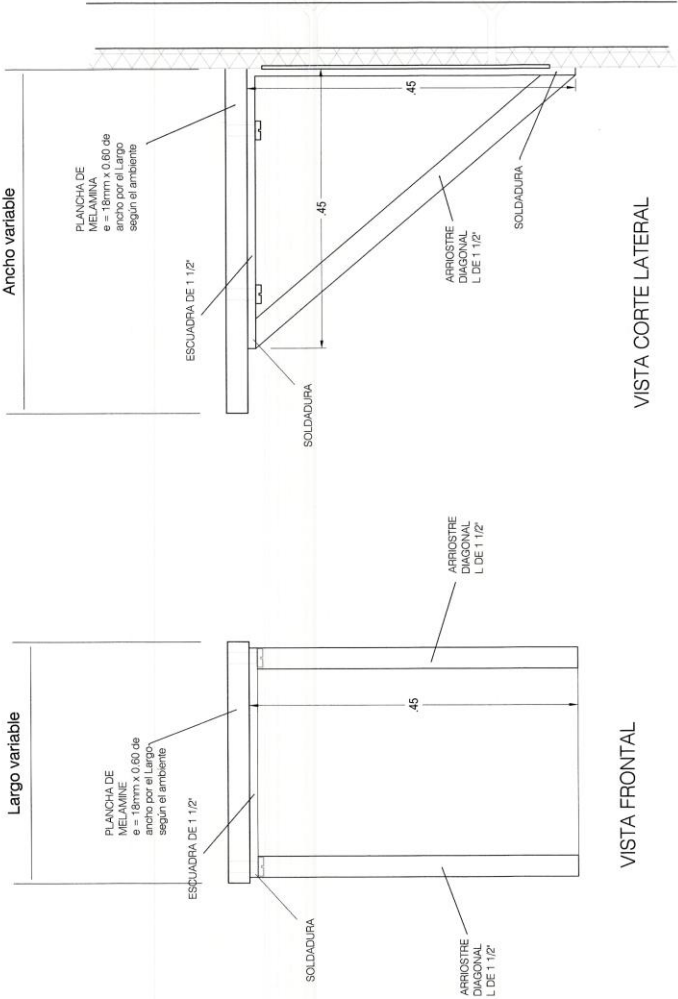 Largo variable
PLANCHA DE
MELAMINE
e = 18mm x 0.60 de
ancho por el Largo
según el ambiente
ESCUADRA DE 1 1/2"
SOLDADURA
.45
ARRIOSTRE
DIAGONAL
L DE 1 1/2"
ARRIOSTRE
DIAGONAL
L DE 1 1/2"
VISTA FRONTAL
Ancho variable
PLANCHA DE
MELAMINA
e = 18mm x 0.60 de
ancho por el Largo
según el ambiente
ESCUADRA DE 1 1/2"
SOLDADURA
.45
.45
ARRIOSTRE
DIAGONAL
L DE 1 1/2"
SOLDADURA
VISTA CORTE LATERAL